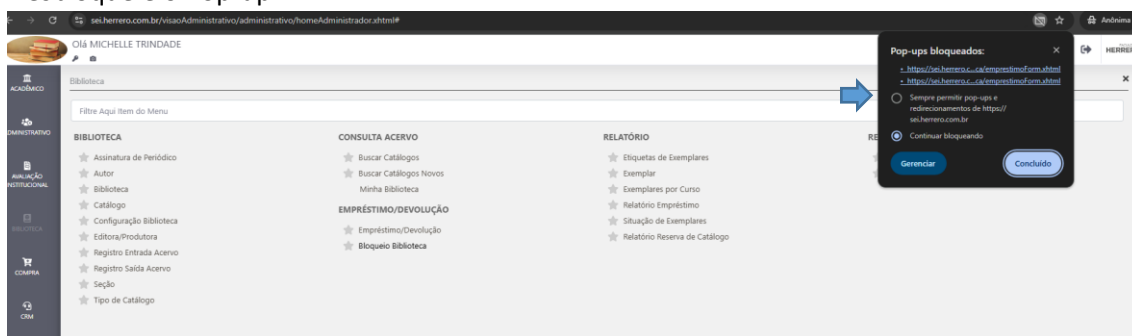 sei.herrero.com.br/visaoAdministrativo/administrativo/homeAdministrador.xhtml#
Anônima
Olá MICHELLE TRINDADE
Pop-ups bloqueados:
https://sei.herrero.c...ca/emprestimoForm.xhtml
https://sei.herrero.c...ca/emprestimoForm.xhtml
Sempre permitir pop-ups e
redirecionamentos de https://
sei.herrero.com.br
Continuar bloqueando
Gerenciar
Concluído
ACADÊMICO
DMINISTRATIVO
AVALIAÇÃO
NSTITUCIONAL
BIBLIOTECA
COMPRA
CRM
Biblioteca
Filtre Aqui Item do Menu
BIBLIOTECA
Assinatura de Periódico
Autor
Biblioteca
Catálogo
Configuração Biblioteca
Editora/Produtora
Registro Entrada Acervo
Registro Saída Acervo
Seção
Tipo de Catálogo
CONSULTA ACERVO
Buscar Catálogos
Buscar Catálogos Novos
Minha Biblioteca
EMPRÉSTIMO/DEVOLUÇÃO
Empréstimo/Devolução
Bloqueio Biblioteca
RELATÓRIO
Etiquetas de Exemplares
Exemplar
Exemplares por Curso
Relatório Empréstimo
Situação de Exemplares
Relatório Reserva de Catálogo
RE